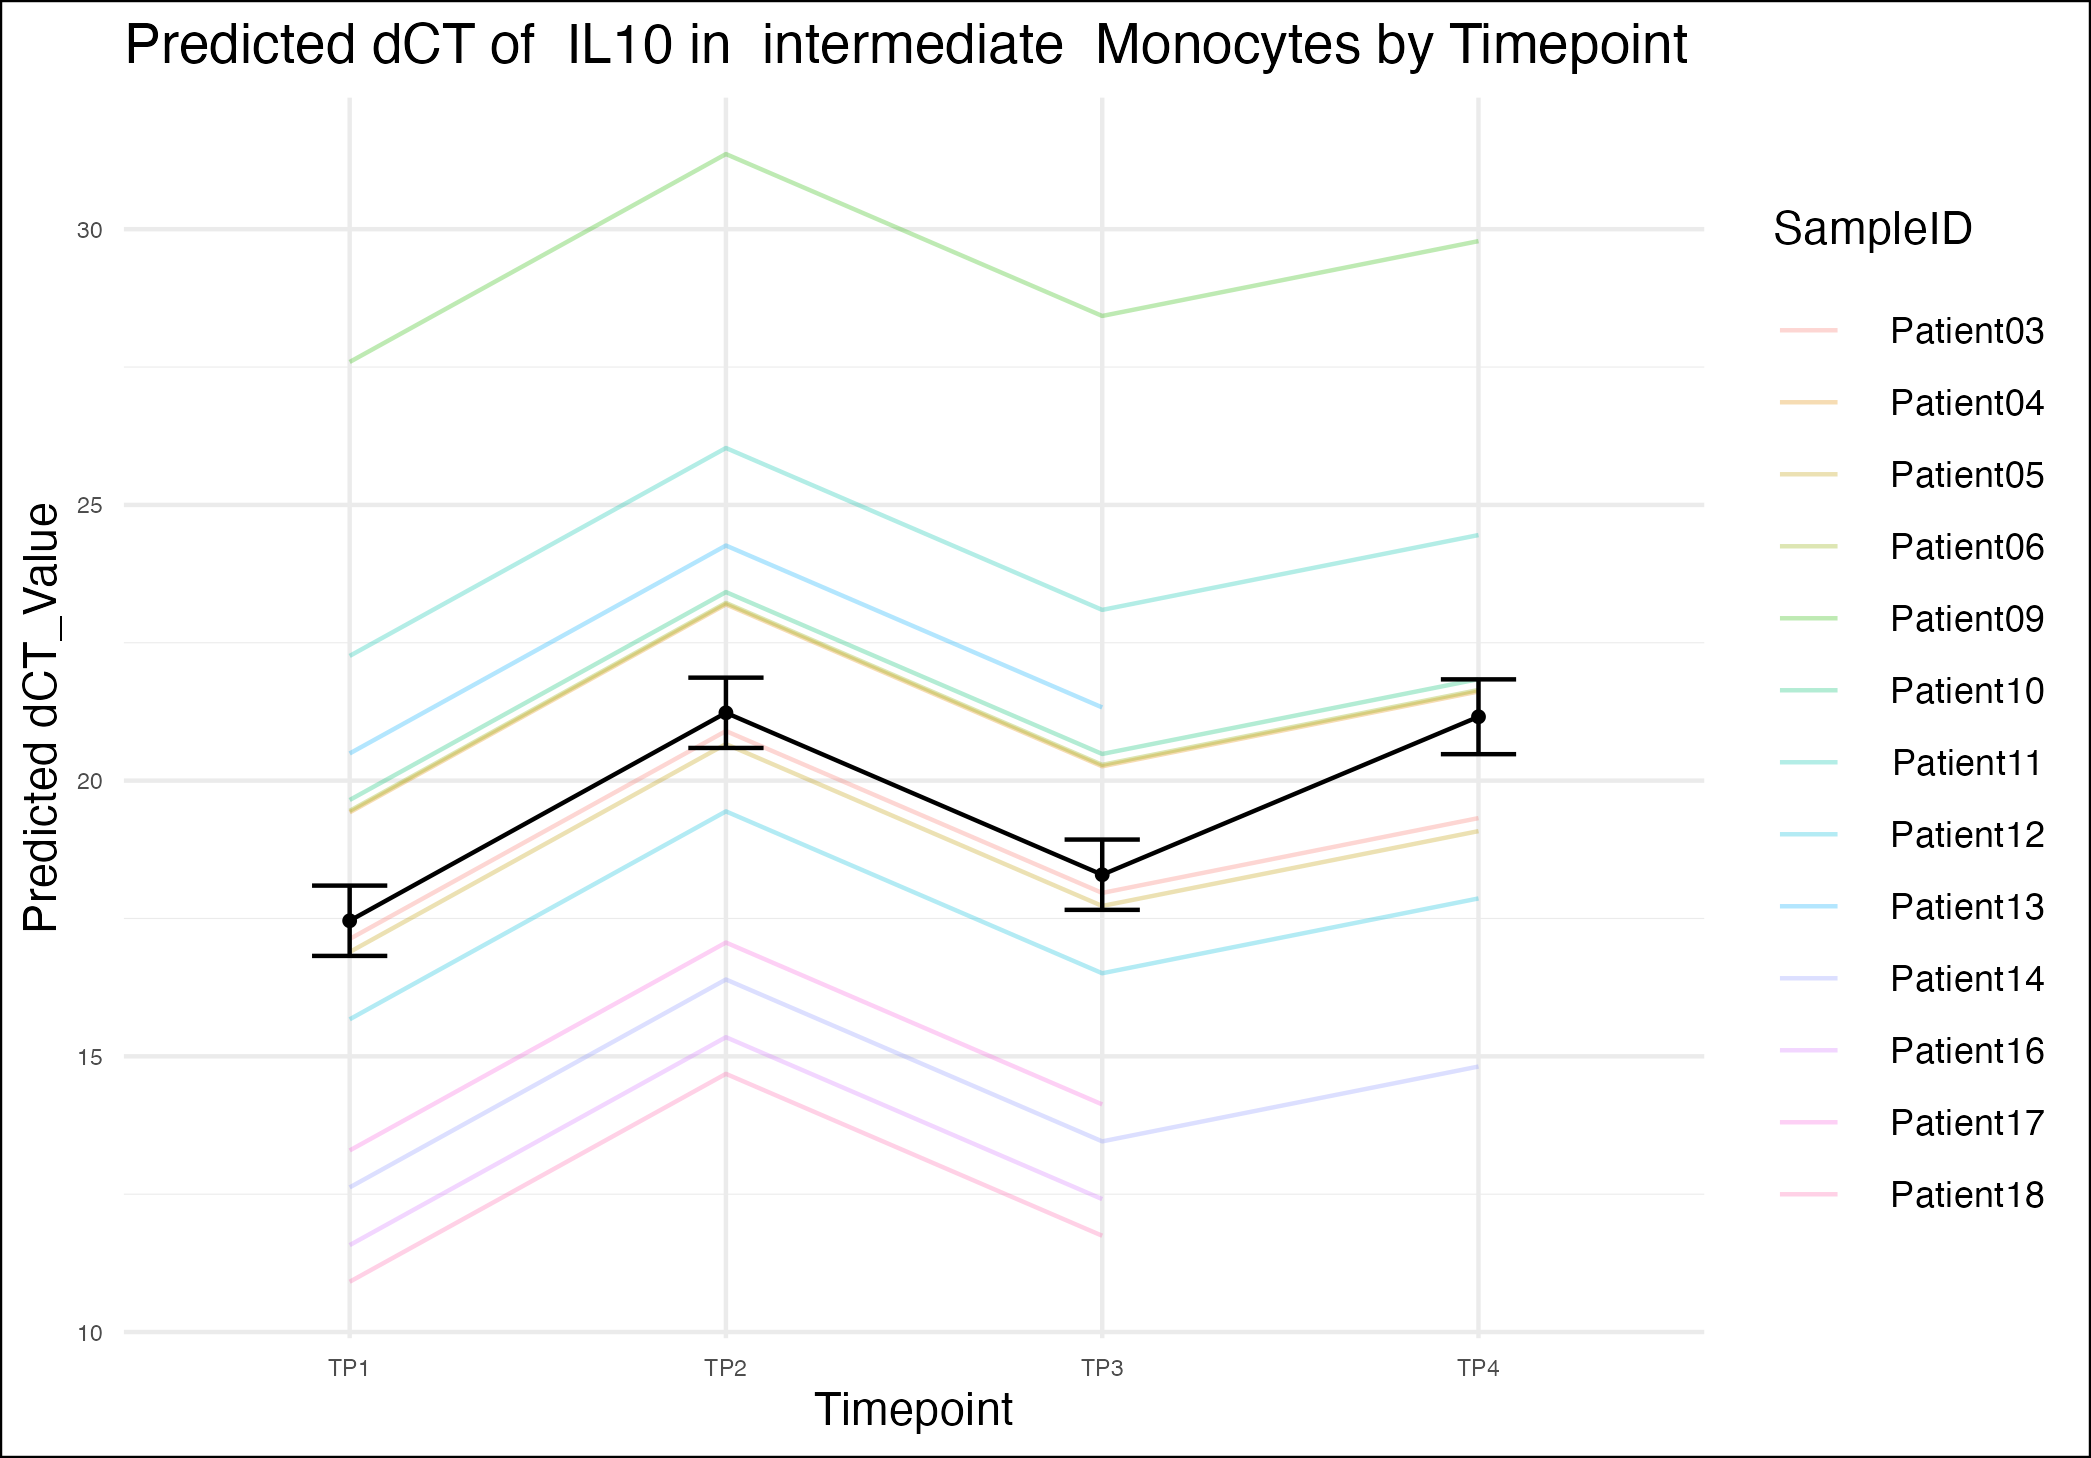 Predicted dCT of  IL10 in  intermediate  Monocytes by Timepoint
Predicted dCT_Value
30
25
20
15
10
TP1
TP2
TP3
TP4
Timepoint
SampleID
Patient03
Patient04
Patient05
Patient06
Patient09
Patient10
Patient11
Patient12
Patient13
Patient14
Patient16
Patient17
Patient18